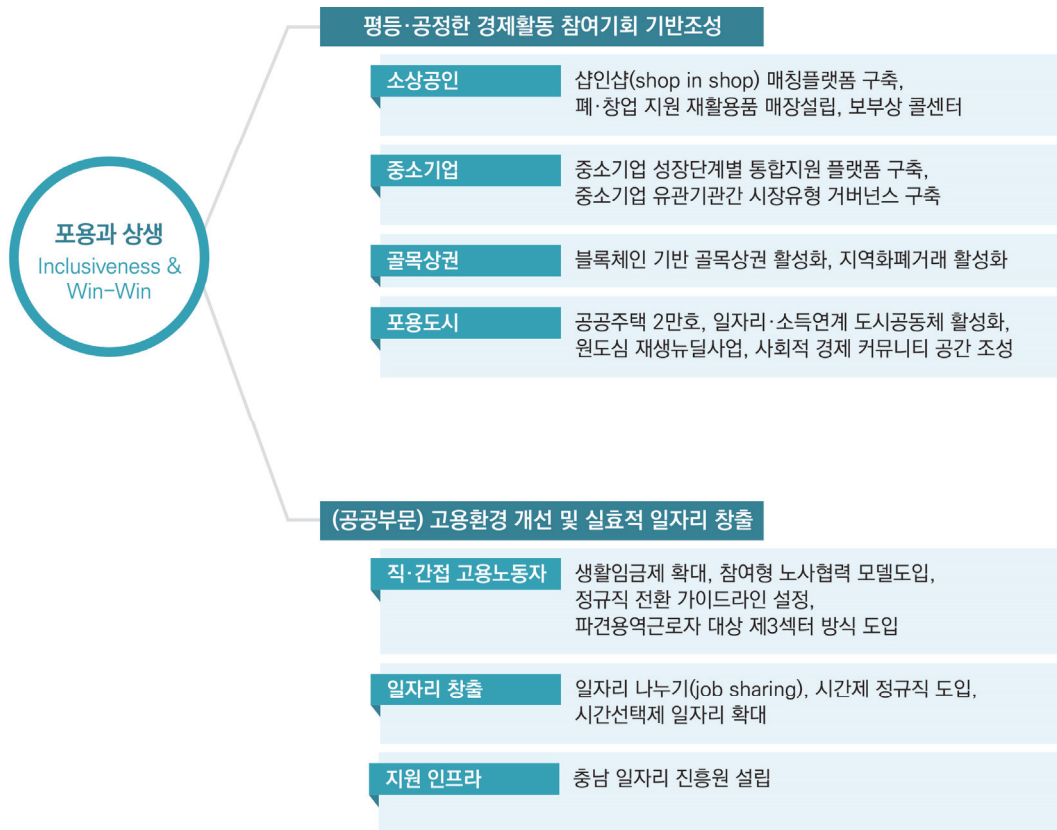 포용과 상생
Inclusiveness &
Win-Win
평등·공정한 경제활동 참여기회 기반조성
소상공인
샵인샵(shop in shop) 매칭플랫폼 구축,
폐·창업 지원 재활용품 매장설립, 보부상 콜센터
중소기업
중소기업 성장단계별 통합지원 플랫폼 구축,
중소기업 유관기관간 시장유형 거버넌스 구축
골목상권
블록체인 기반 골목상권 활성화, 지역화폐거래 활성화
포용도시
공공주택 2만호, 일자리·소득연계 도시공동체 활성화,
원도심 재생뉴딜사업, 사회적 경제 커뮤니티 공간 조성
(공공부문) 고용환경 개선 및 실효적 일자리 창출
직·간접 고용노동자
생활임금제 확대, 참여형 노사협력 모델도입,
정규직 전환 가이드라인 설정,
파견용역근로자 대상 제3섹터 방식 도입
일자리 창출
일자리 나누기(job sharing), 시간제 정규직 도입,
시간선택제 일자리 확대
지원 인프라
충남 일자리 진흥원 설립